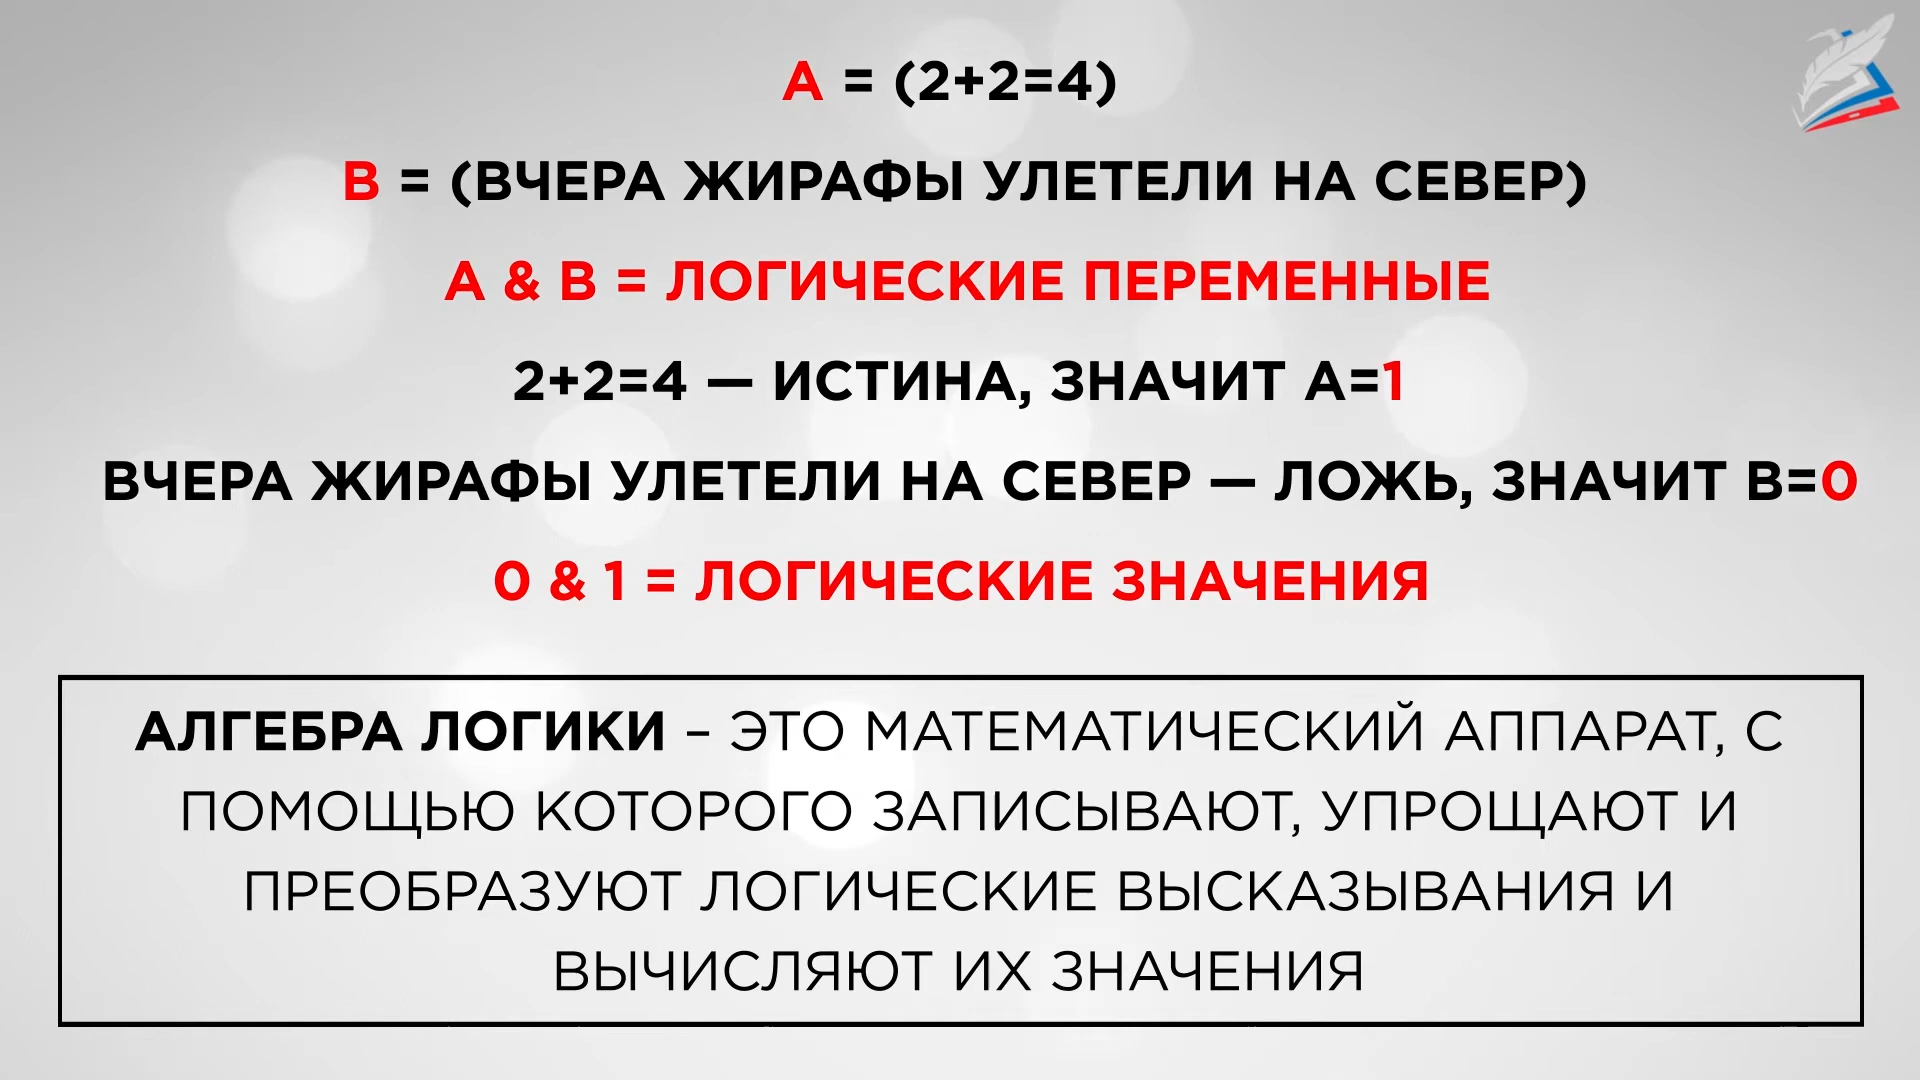 А = (2+2=4)
В = (ВЧЕРА ЖИРАФЫ УЛЕТЕЛИ НА СЕВЕР)
А & В = ЛОГИЧЕСКИЕ ПЕРЕМЕННЫЕ
2+2=4 — ИСТИНА, ЗНАЧИТ А=1
ВЧЕРА ЖИРАФЫ УЛЕТЕЛИ НА СЕВЕР — ЛОЖЬ, ЗНАЧИТ В=0
0 & 1 = ЛОГИЧЕСКИЕ ЗНАЧЕНИЯ
АЛГЕБРА ЛОГИКИ – ЭТО МАТЕМАТИЧЕСКИЙ АППАРАТ, С
ПОМОЩЬЮ КОТОРОГО ЗАПИСЫВАЮТ, УПРОЩАЮТ И
ПРЕОБРАЗУЮТ ЛОГИЧЕСКИЕ ВЫСКАЗЫВАНИЯ И
ВЫЧИСЛЯЮТ ИХ ЗНАЧЕНИЯ